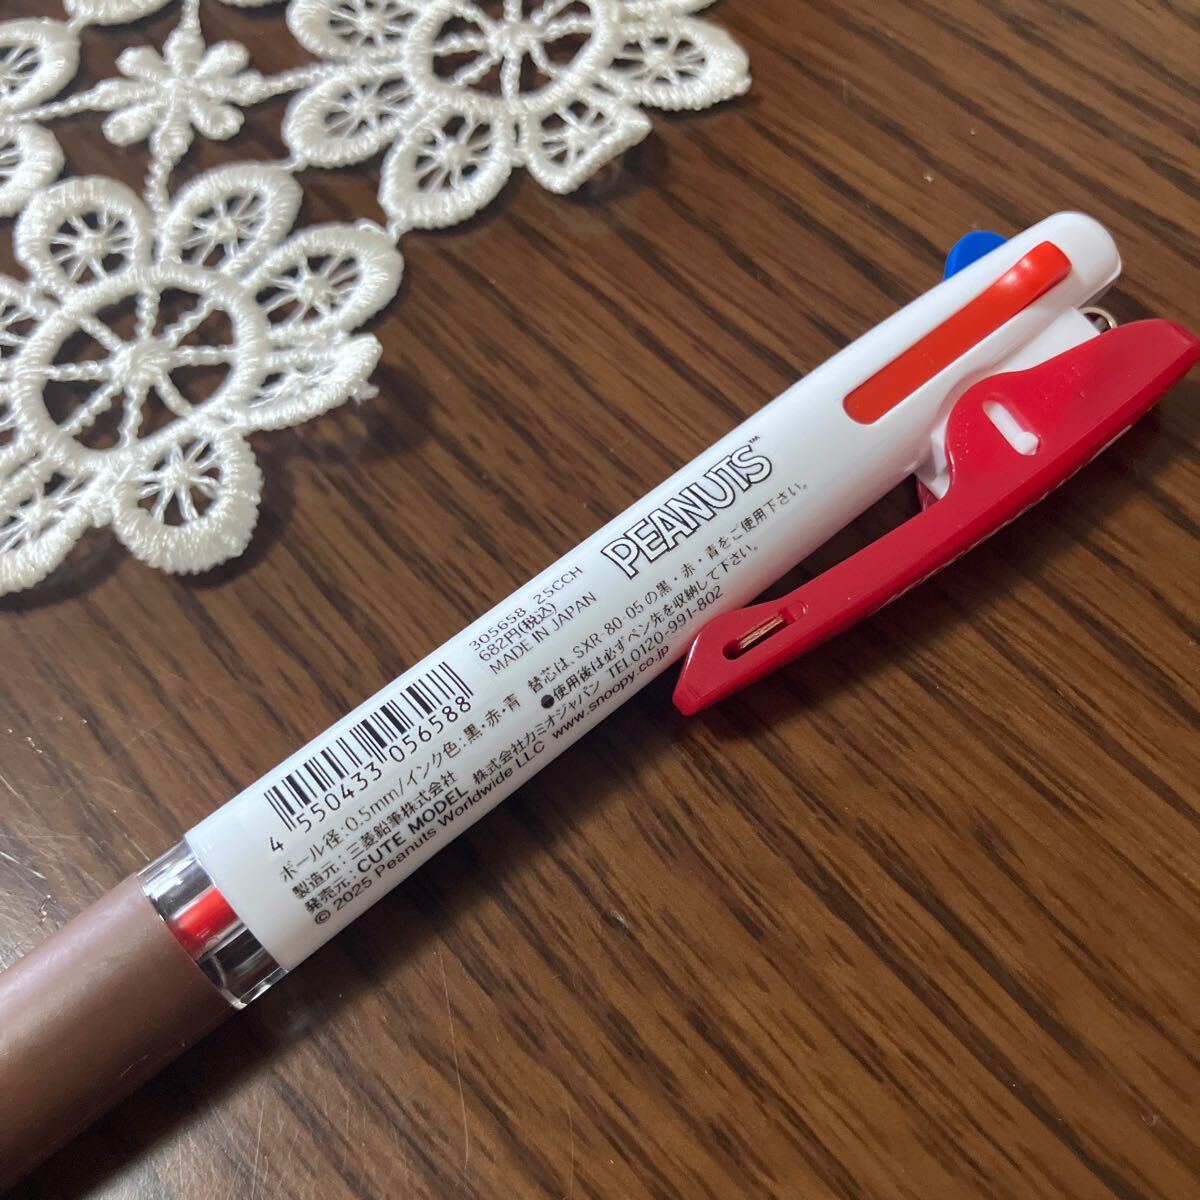 PEANUTS™
305658 25CCH
682円(税込)
MADE IN JAPAN
4 550433 056588
ボール径:0.5mm/インク色:黒・赤・青 替芯は、SXR-80-05の黒・赤・青をご使用下さい。
製造元:三菱鉛筆株式会社 ●使用後は必ずペン先を収納して下さい。
発売元:CUTE MODEL 株式会社カミオジャパン TEL0120-991-802
© 2025 Peanuts Worldwide LLC www.snoopy.co.jp